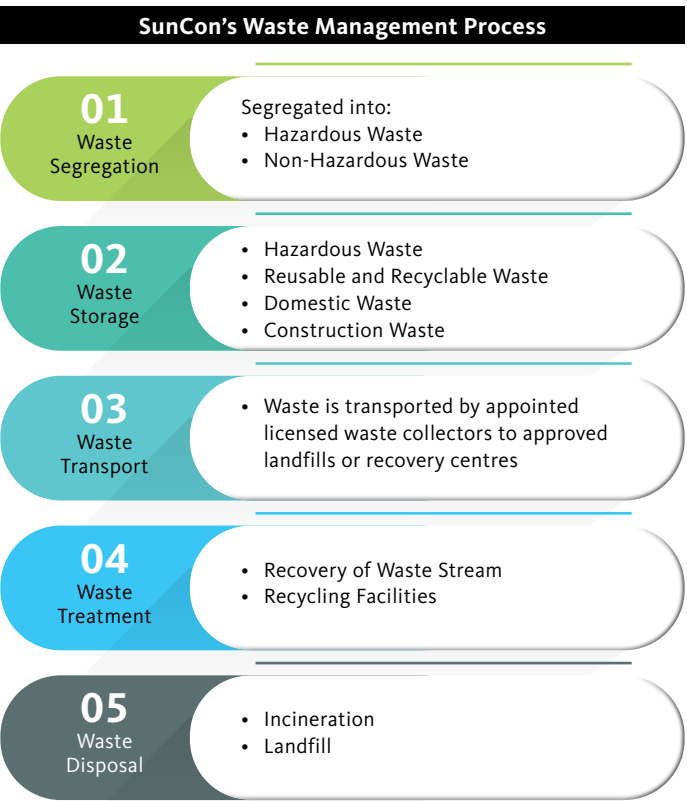 SunCon's Waste Management Process
01
Waste
Segregation
Segregated into:
• Hazardous Waste
• Non-Hazardous Waste
02
Waste
Storage
• Hazardous Waste
• Reusable and Recyclable Waste
• Domestic Waste
• Construction Waste
03
Waste
Transport
• Waste is transported by appointed
licensed waste collectors to approved
landfills or recovery centres
04
Waste
Treatment
• Recovery of Waste Stream
• Recycling Facilities
05
Waste
Disposal
• Incineration
• Landfill